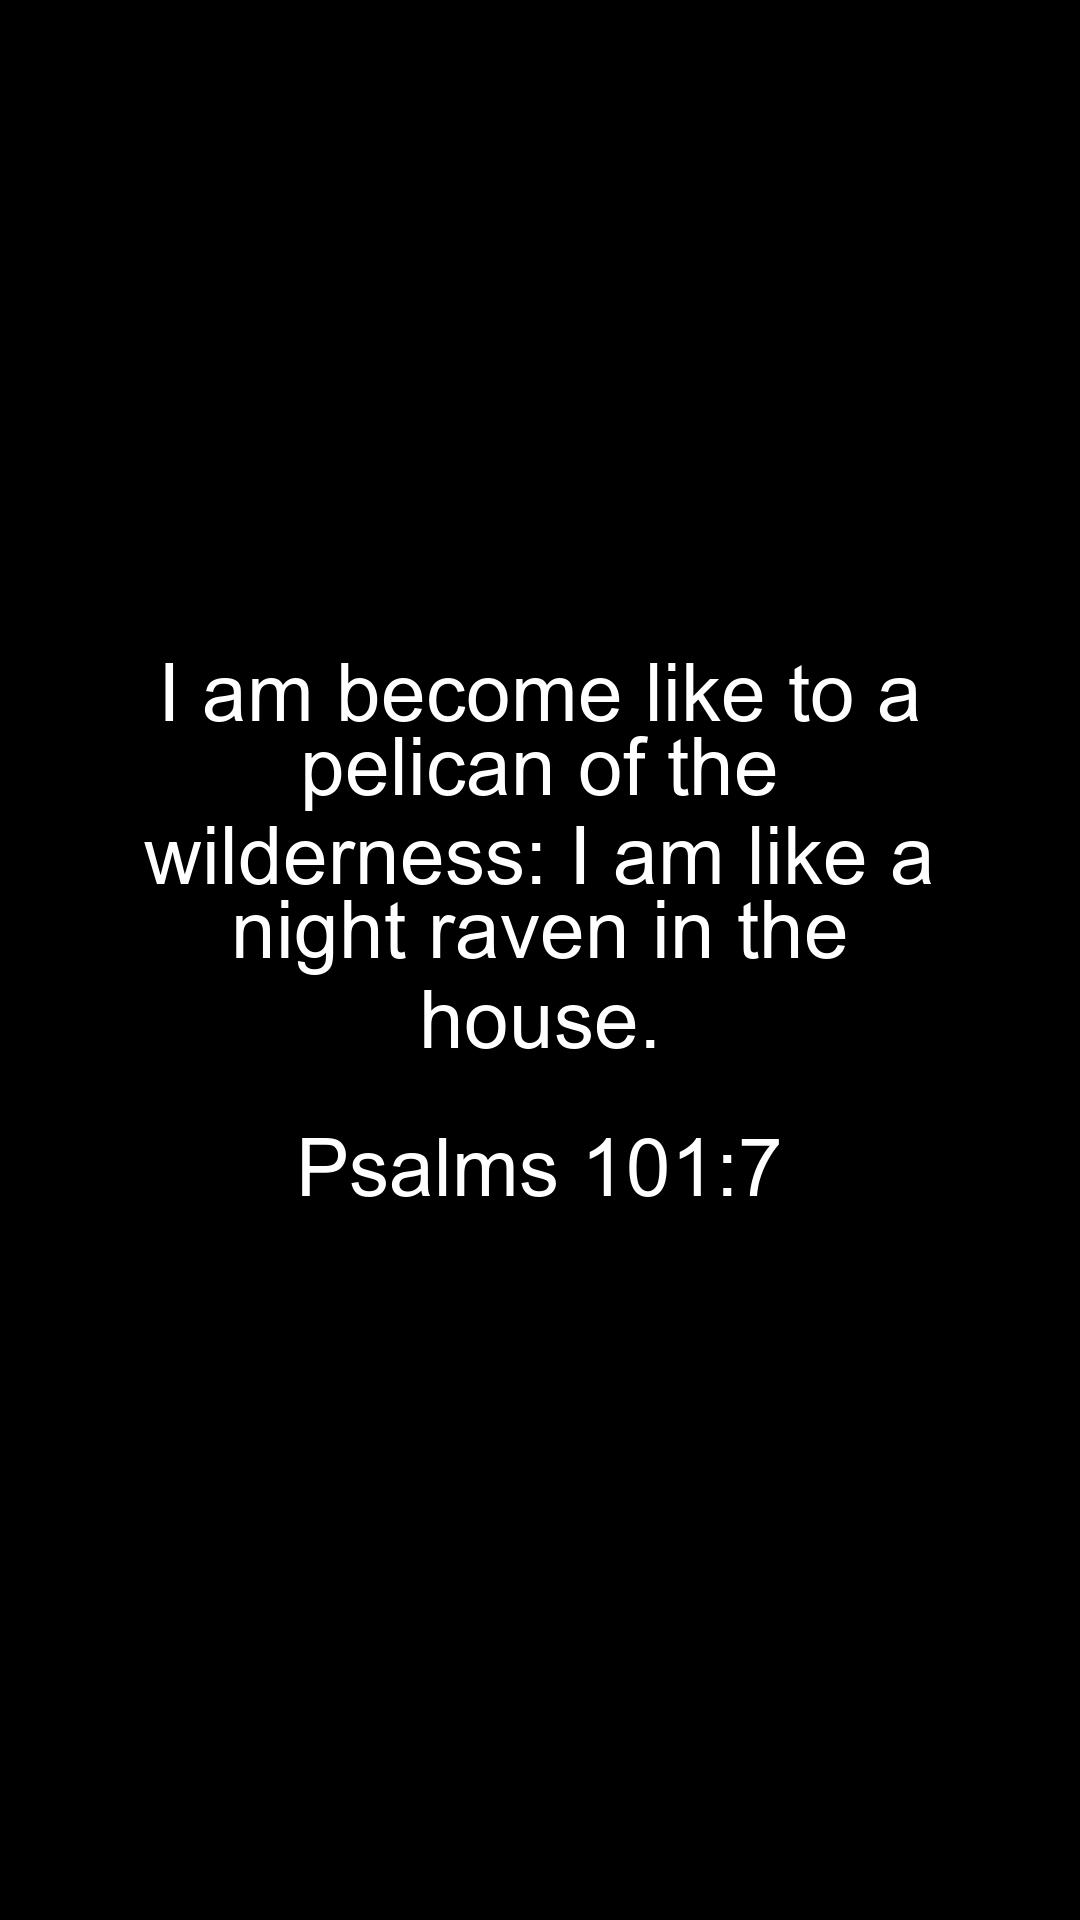 I am become like to a
pelican of the
wilderness: I am like a
night raven in the
house.
Psalms 101:7